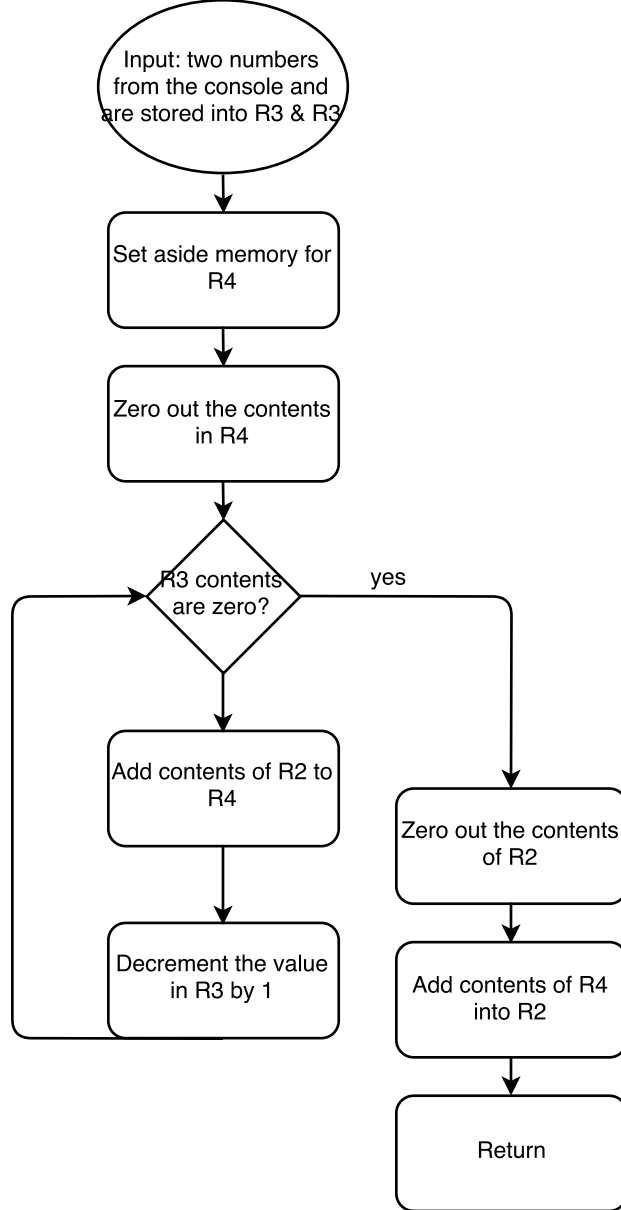 Input: two numbers
from the console and
are stored into R3 & R3
Set aside memory for
R4
Zero out the contents
in R4
R3 contents
are zero?
yes
Add contents of R2 to
R4
Zero out the contents
of R2
Decrement the value
in R3 by 1
Add contents of R4
into R2
Return